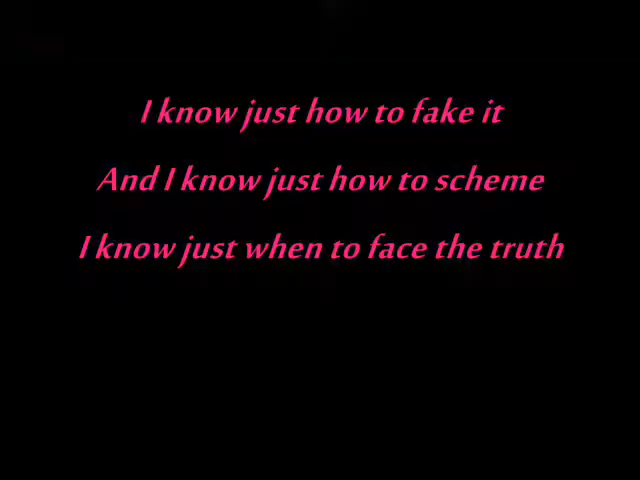 I know just how to fake it
And I know just how to scheme
I know just when to face the truth